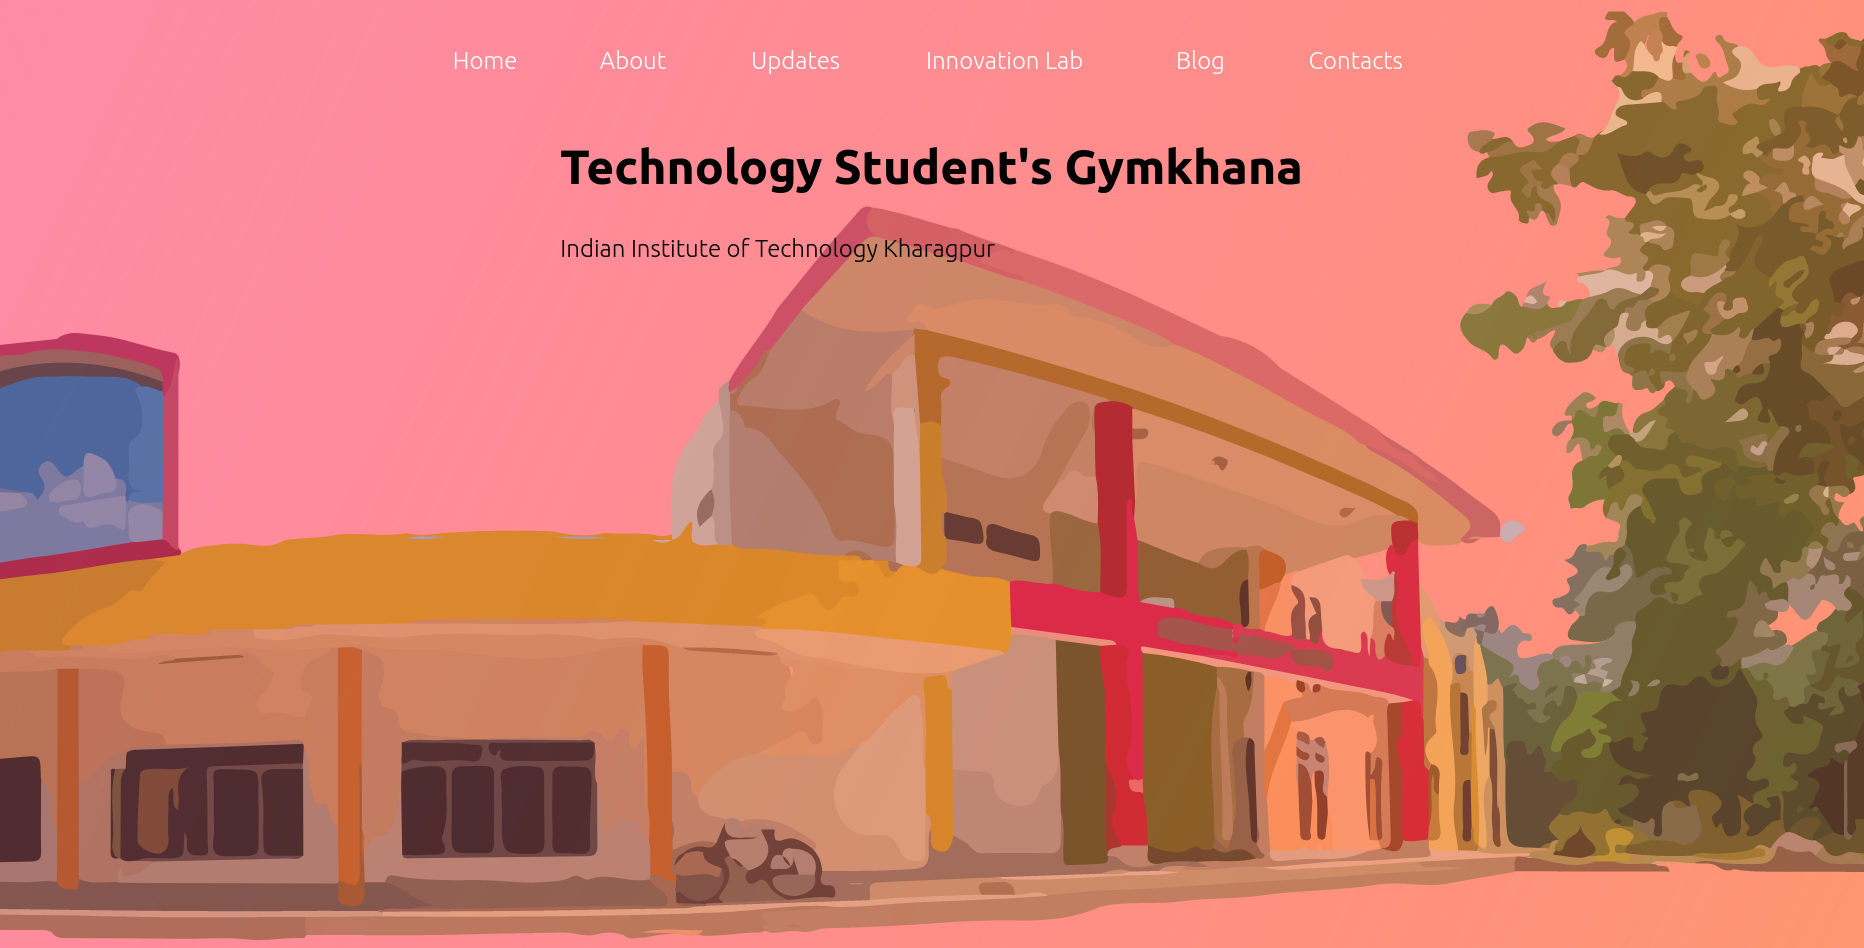 Home About Updates Innovation Lab Blog Contacts
Technology Student's Gymkhana
Indian Institute of Technology Kharagpur